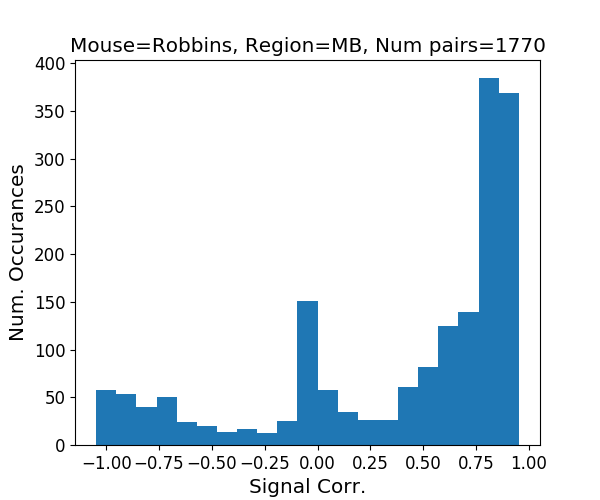 Mouse=Robbins, Region=MB, Num pairs=1770
400
350
300
250
200
150
100
50
0
Num. Occurances
−1.00 −0.75 −0.50 −0.25 0.00 0.25 0.50 0.75 1.00
Signal Corr.